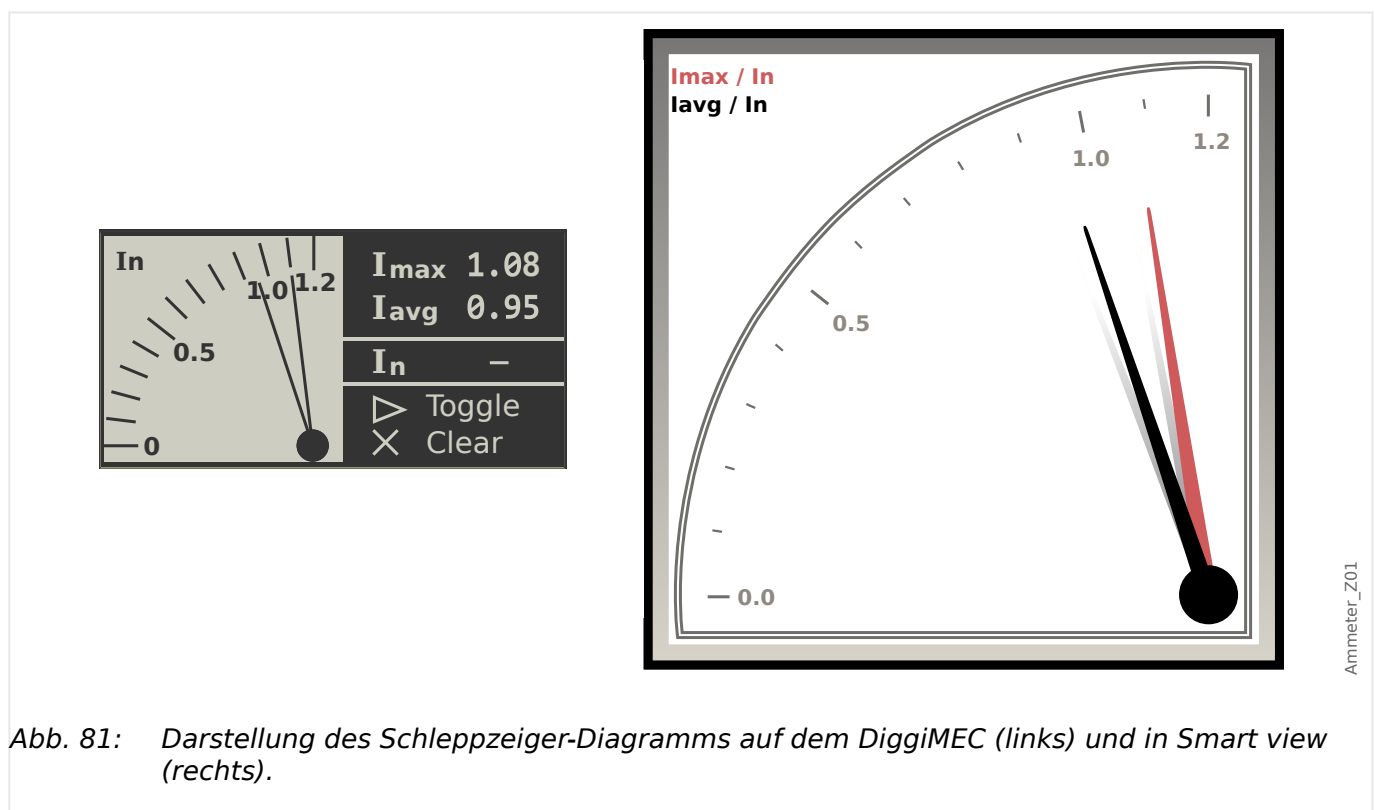 In
1.0
1.2
0.5
0
Imax 1.08
Iavg 0.95
In –
Toggle
Clear
Imax / In
Iavg / In
1.2
1.0
0.5
0.0
Ammeter_Z01
Abb. 81: Darstellung des Schleppzeiger-Diagramms auf dem DiggiMEC (links) und in Smart view
(rechts).